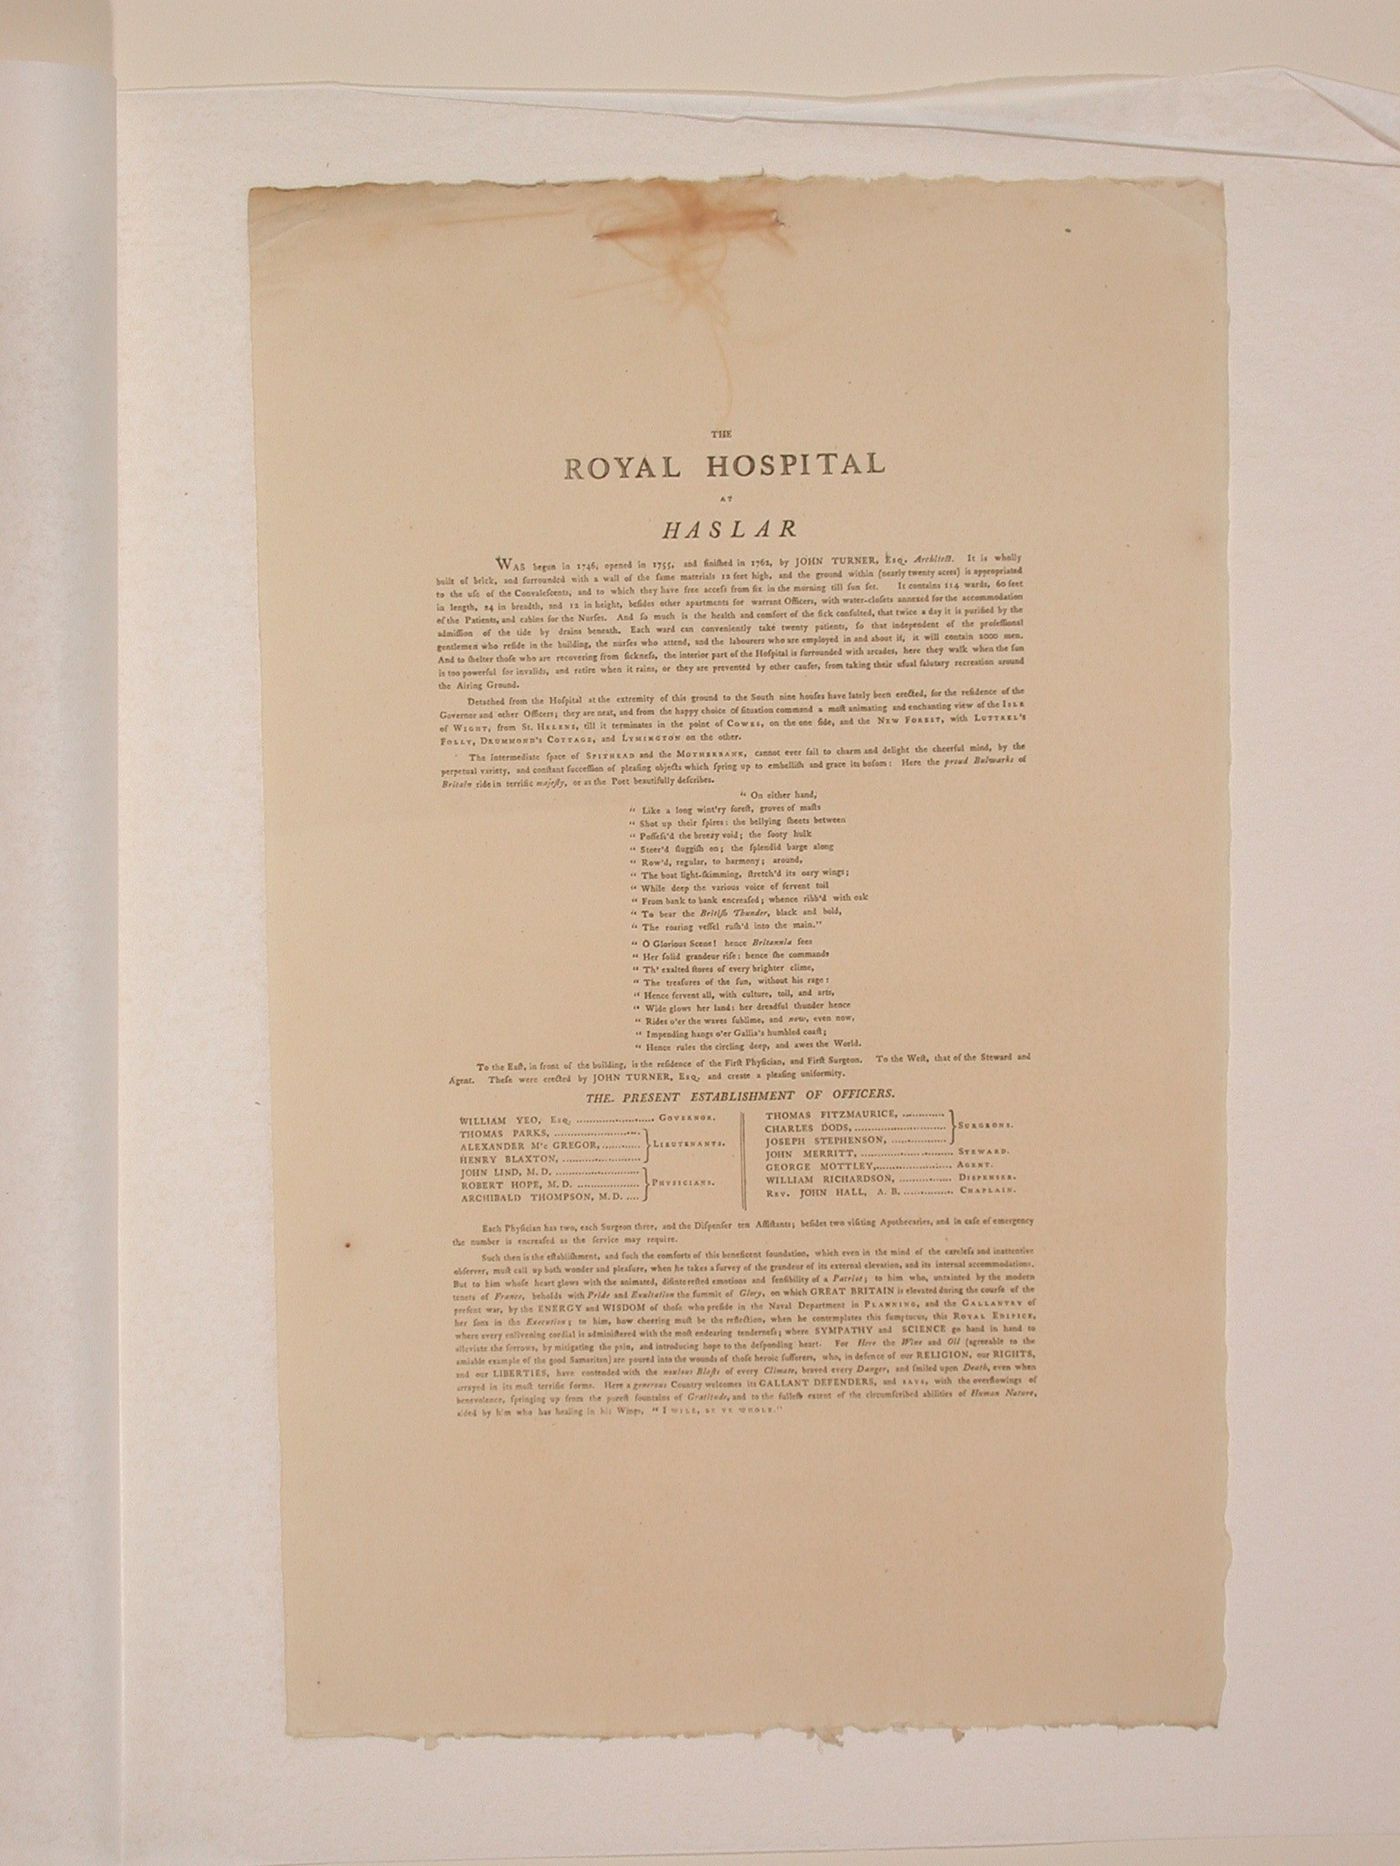 THE
ROYAL HOSPITAL
AT
HASLAR
WAS begun in 1746, opened in 1755, and finiſhed in 1762, by JOHN TURNER, Esq. Architect. It is wholly
built of brick, and ſurrounded with a wall of the ſame materials 12 feet high, and the ground within (nearly twenty acres) is appropriated
to the uſe of the Convaleſcents, and to which they have free acceſs from ſix in the morning till ſun ſet. It contains 114 wards, 60 feet
in length, 24 in breadth, and 12 in height, beſides other apartments for warrant Officers, with water-cloſets annexed for the accommodation
of the Patients, and cabins for the Nurſes. And ſo much is the health and comfort of the ſick conſulted, that twice a day it is purified by the
admiſſion of the tide by drains beneath. Each ward can conveniently take twenty patients, ſo that independent of the profeſſional
gentlemen who reſide in the building, the nurſes who attend, and the labourers who are employed in and about it, it will contain 2000 men.
And to ſhelter thoſe who are recovering from ſickneſs, the interior part of the Hoſpital is ſurrounded with arcades, here they walk when the ſun
is too powerful for invalids, and retire when it rains, or they are prevented by other cauſes, from taking their uſual ſalutary recreation around
the Airing Ground.
Detached from the Hoſpital at the extremity of this ground to the South nine houſes have lately been erected, for the reſidence of the
Governor and other Officers; they are neat, and from the happy choice of ſituation command a moſt animating and enchanting view of the ISLE
of WIGHT, from ST. HELENS, till it terminates in the point of COWES, on the one ſide, and the NEW FOREST, with LUTTREL'S
FOLLY, DRUMMOND'S COTTAGE, and LYMINGTON on the other.
The intermediate ſpace of SPITHEAD and the MOTHERBANK, cannot ever fail to charm and delight the cheerful mind, by the
perpetual variety, and conſtant ſucceſſion of pleaſing objects which ſpring up to embelliſh and grace its boſom: Here the proud Bulwarks of
Britain ride in terrific majeſty, or as the Poet beautifully deſcribes.
“ On either hand,
“ Like a long wint'ry foreſt, groves of maſts
“ Shot up their ſpires: the bellying ſheets between
“ Poſſeſs'd the breezy void; the ſooty hulk
“ Steer'd ſluggiſh on; the ſplendid barge along
“ Row'd, regular, to harmony; around,
“ The boat light-ſkimming, ſtretch'd its oary wings;
“ While deep the various voice of fervent toil
“ From bank to bank encreaſed; whence ribb'd with oak
“ To bear the Britiſh Thunder, black and bold,
“ The roaring veſſel ruſh'd into the main.”
“ O Glorious Scene! hence Britannia ſees
“ Her ſolid grandeur riſe: hence ſhe commands
“ Th' exalted ſtores of every brighter clime,
“ The treaſures of the ſun, without his rage:
“ Hence fervent all, with culture, toil, and arts,
“ Wide glows her land: her dreadful thunder hence
“ Rides o'er the waves ſublime, and now, even now,
“ Impending hangs o'er Gallia's humbled coaſt;
“ Hence rules the circling deep, and awes the World.
To the Eaſt, in front of the building, is the reſidence of the Firſt Phyſician, and Firſt Surgeon. To the Weſt, that of the Steward and
Agent. Theſe were erected by JOHN TURNER, Esq. and create a pleaſing uniformity.
THE PRESENT ESTABLISHMENT OF OFFICERS.
WILLIAM YEO, Esq. ........................ GOVERNOR.
THOMAS PARKS, ........................
ALEXANDER Mc GREGOR, ........... LIEUTENANTS.
HENRY BLAXTON, ......................
JOHN LIND, M. D. ........................
ROBERT HOPE, M. D. .................. PHYSICIANS.
ARCHIBALD THOMPSON, M. D. ....
THOMAS FITZMAURICE, ............
CHARLES DODS, .......................... SURGEONS.
JOSEPH STEPHENSON, ................
JOHN MERRITT, .......................... STEWARD.
GEORGE MOTTLEY, ..................... AGENT.
WILLIAM RICHARDSON, ............... DISPENSER.
REV. JOHN HALL, A. B. .............. CHAPLAIN.
Each Phyſician has two, each Surgeon three, and the Diſpenſer ten Aſſiſtants; beſides two viſiting Apothecaries, and in caſe of emergency
the number is encreaſed as the ſervice may require.
Such then is the eſtabliſhment, and ſuch the comforts of this beneficent foundation, which even in the mind of the careleſs and inattentive
obſerver, muſt call up both wonder and pleaſure, when he takes a ſurvey of the grandeur of its external elevation, and its internal accommodations.
But to him whoſe heart glows with the animated, diſintereſted emotions and ſenſibility of a Patriot; to him who, untainted by the modern
tenets of France, beholds with Pride and Exultation the ſummit of Glory, on which GREAT BRITAIN is elevated during the courſe of the
preſent war, by the ENERGY and WISDOM of thoſe who preſide in the Naval Department in PLANNING, and the GALLANTRY of
her ſons in the Execution; to him, how cheering muſt be the reflection, when he contemplates this ſumptuous, this ROYAL EDIFICE,
where every enlivening cordial is adminiſtered with the moſt endearing tenderneſs; where SYMPATHY and SCIENCE go hand in hand to
alleviate the ſorrows, by mitigating the pain, and introducing hope to the deſponding heart. For Here the Wine and Oil (agreeable to the
amiable example of the good Samaritan) are poured into the wounds of thoſe heroic ſufferers, who, in defence of our RELIGION, our RIGHTS,
and our LIBERTIES, have contended with the noxious Blaſts of every Climate, braved every Danger, and ſmiled upon Death, even when
arrayed in its moſt terrific forms. Here a generous Country welcomes its GALLANT DEFENDERS, and SAYS, with the overflowings of
benevolence, ſpringing up from the pureſt fountains of Gratitude, and to the fulleſt extent of the circumſcribed abilities of Human Nature,
aided by him who has healing in his Wings, “I WILL, BE YE WHOLE.”